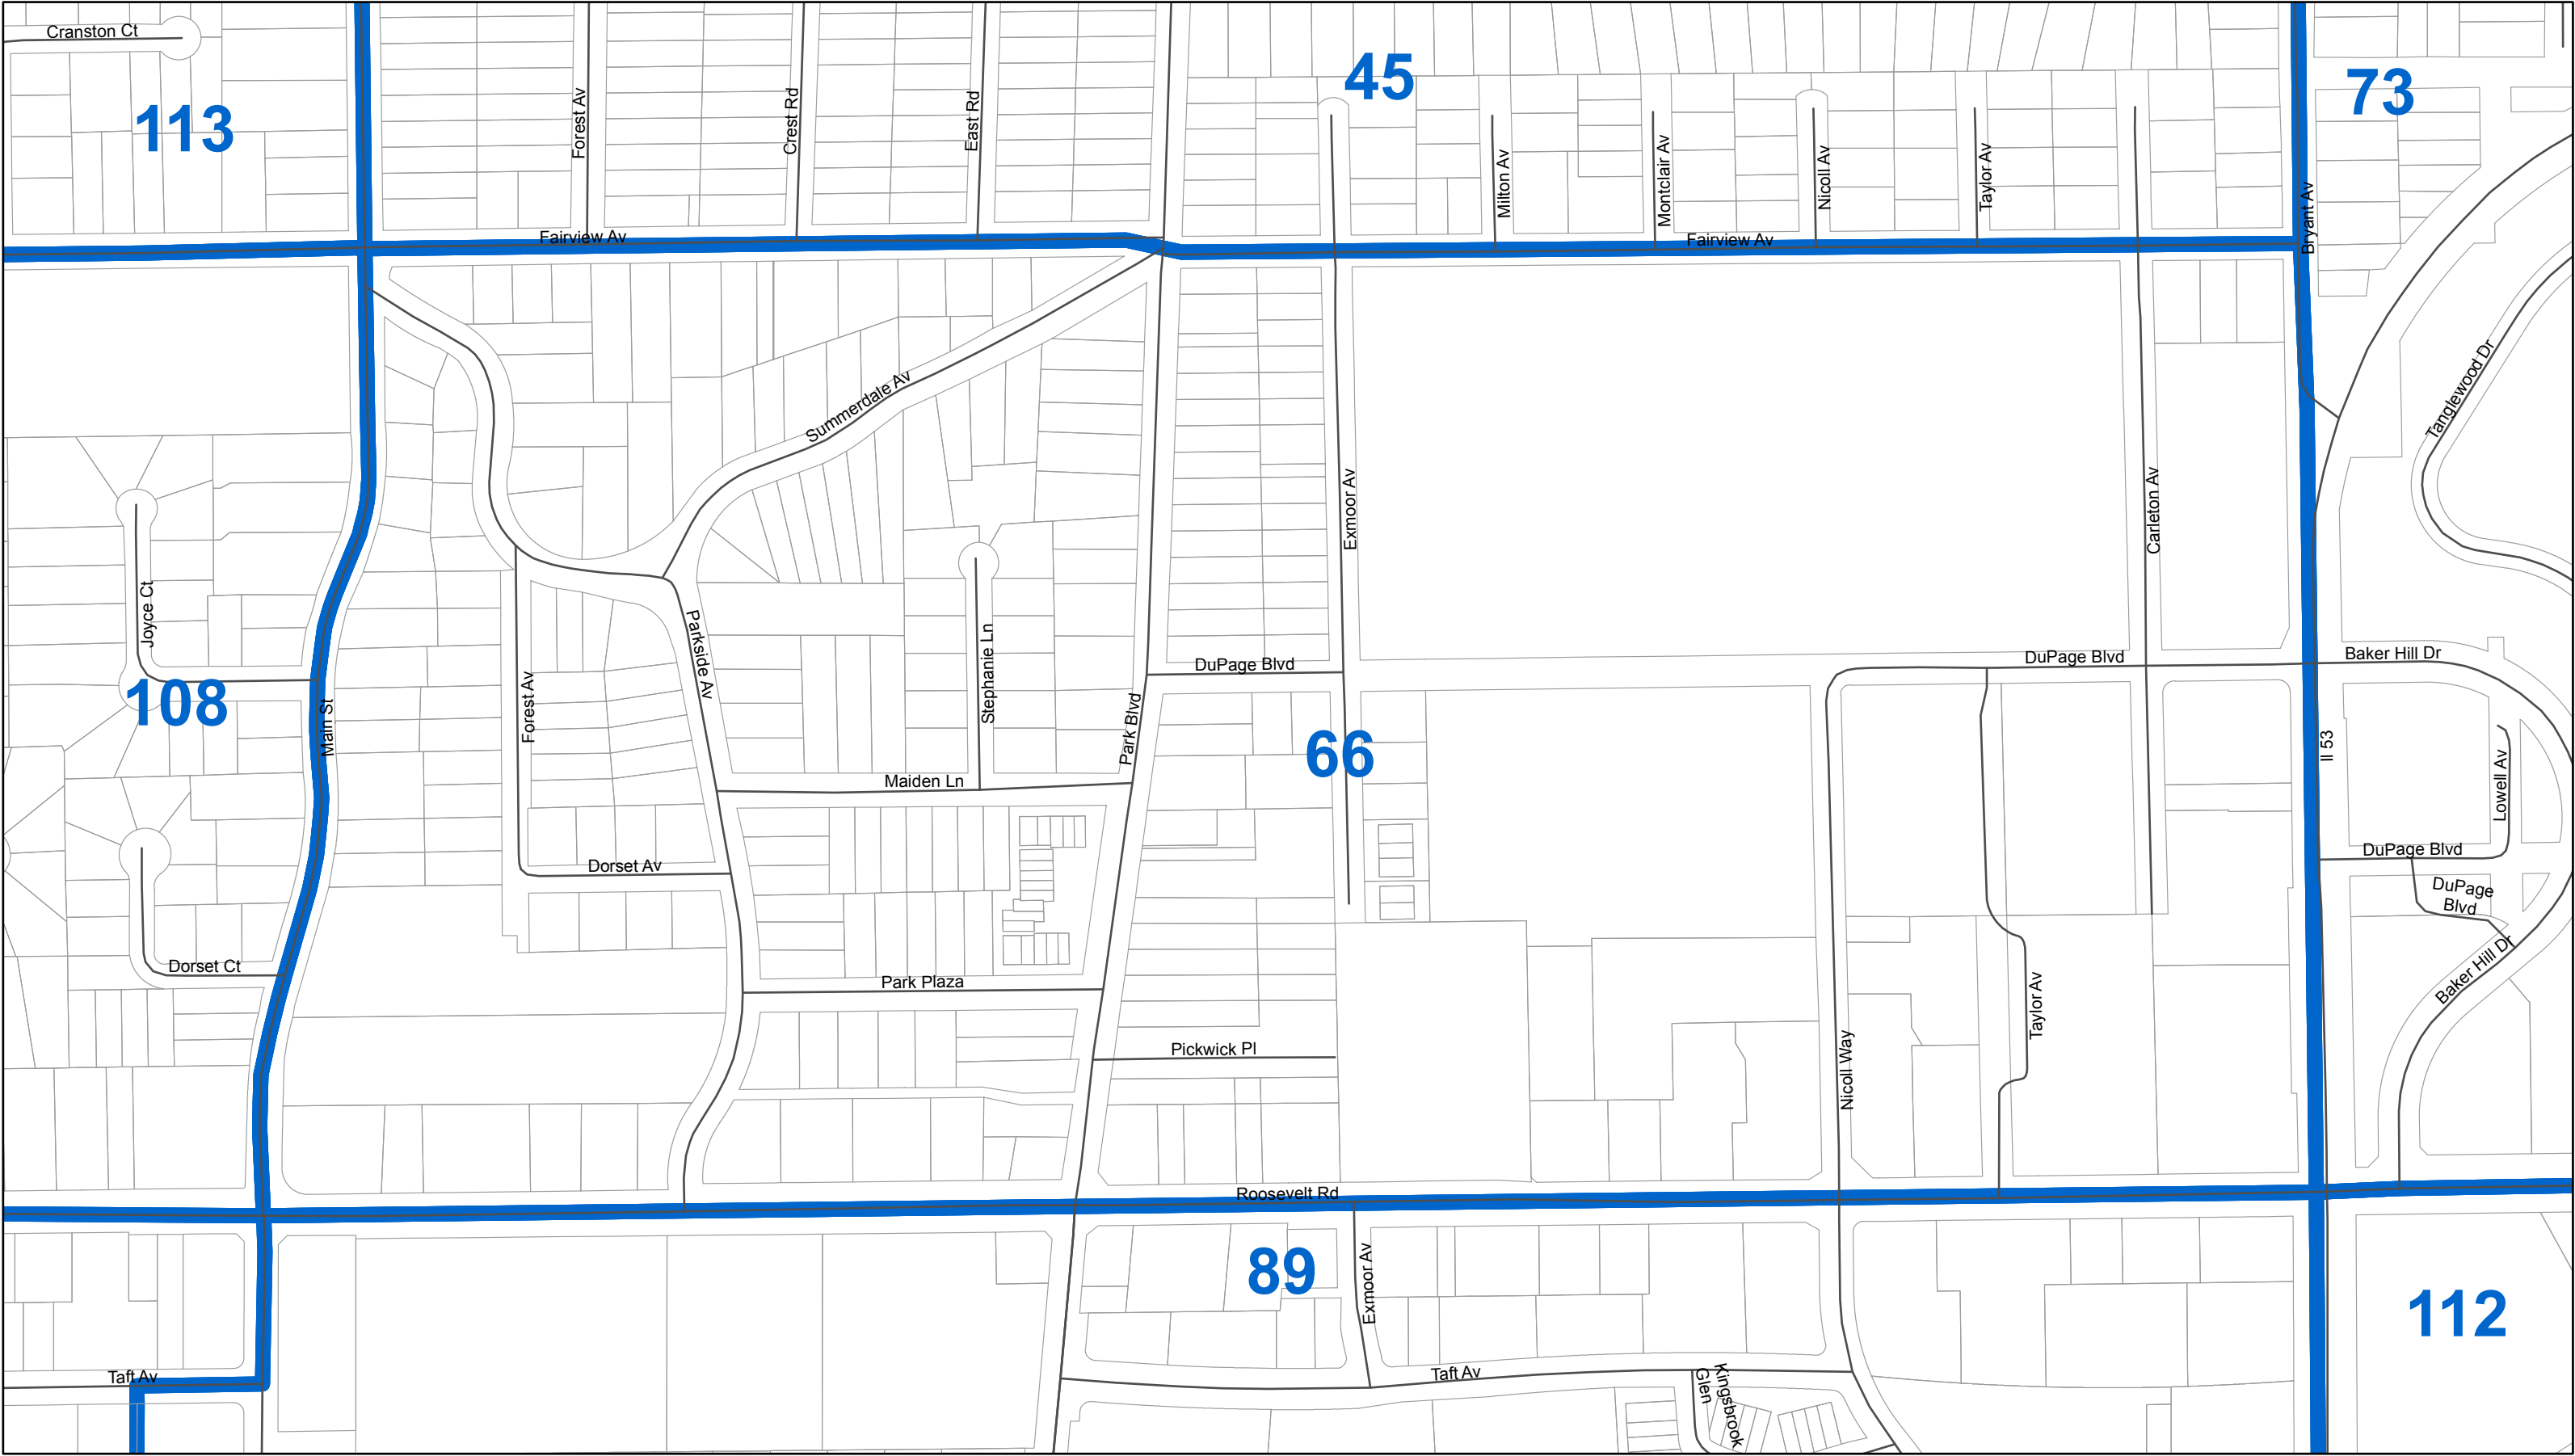 Cranston Ct
113
Forest Av
Crest Rd
East Rd
45
Milton Av
Montclair Av
Nicoll Av
Taylor Av
73
Bryant Av
Fairview Av
Fairview Av
Summerdale Av
Tanglewood Dr
Exmoor Av
Carleton Av
Joyce Ct
Parkside Av
Stephanie Ln
DuPage Blvd
DuPage Blvd
Baker Hill Dr
108
Main St
Forest Av
Park Blvd
66
Il 53
Lowell Av
Maiden Ln
Dorset Av
DuPage Blvd
DuPage
Blvd
Dorset Ct
Park Plaza
Baker Hill Dr
Taylor Av
Pickwick Pl
Nicoll Way
Roosevelt Rd
89
Exmoor Av
112
Taft Av
Taft Av
Kingsbrook
Glen